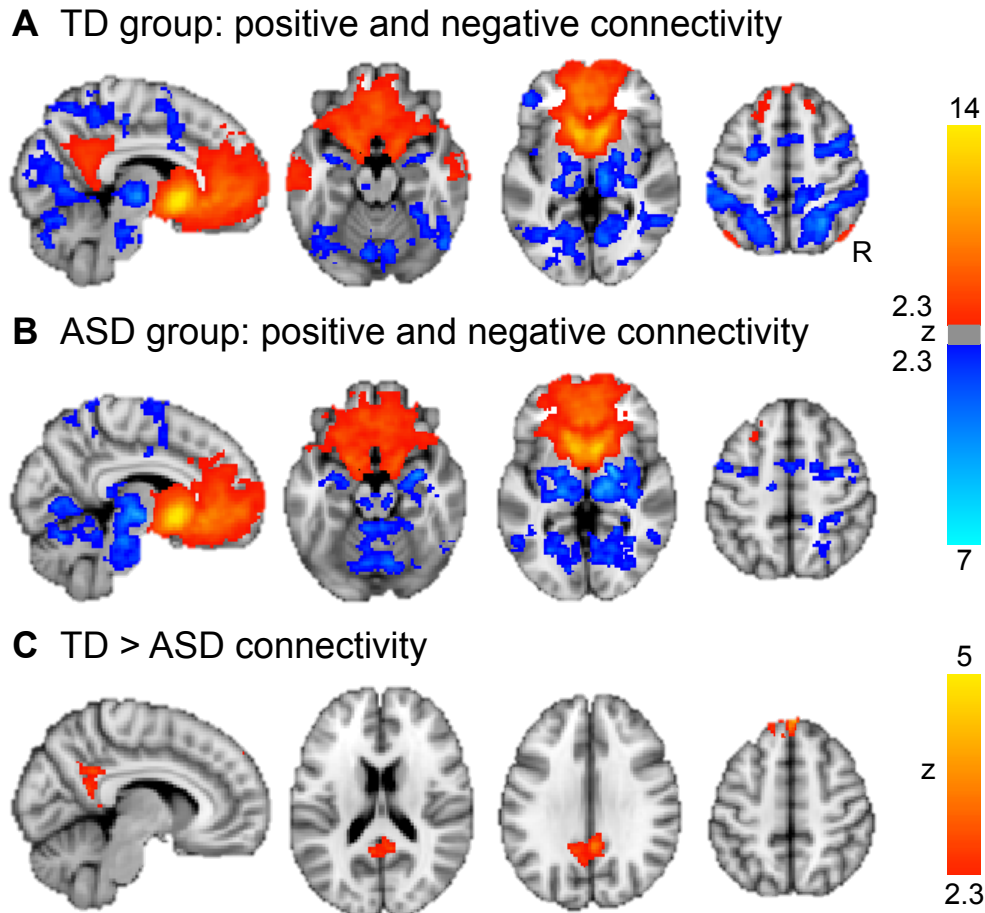 A TD group: positive and negative connectivity
14
R
2.3
z
2.3
B ASD group: positive and negative connectivity
7
C TD > ASD connectivity
5
z
2.3